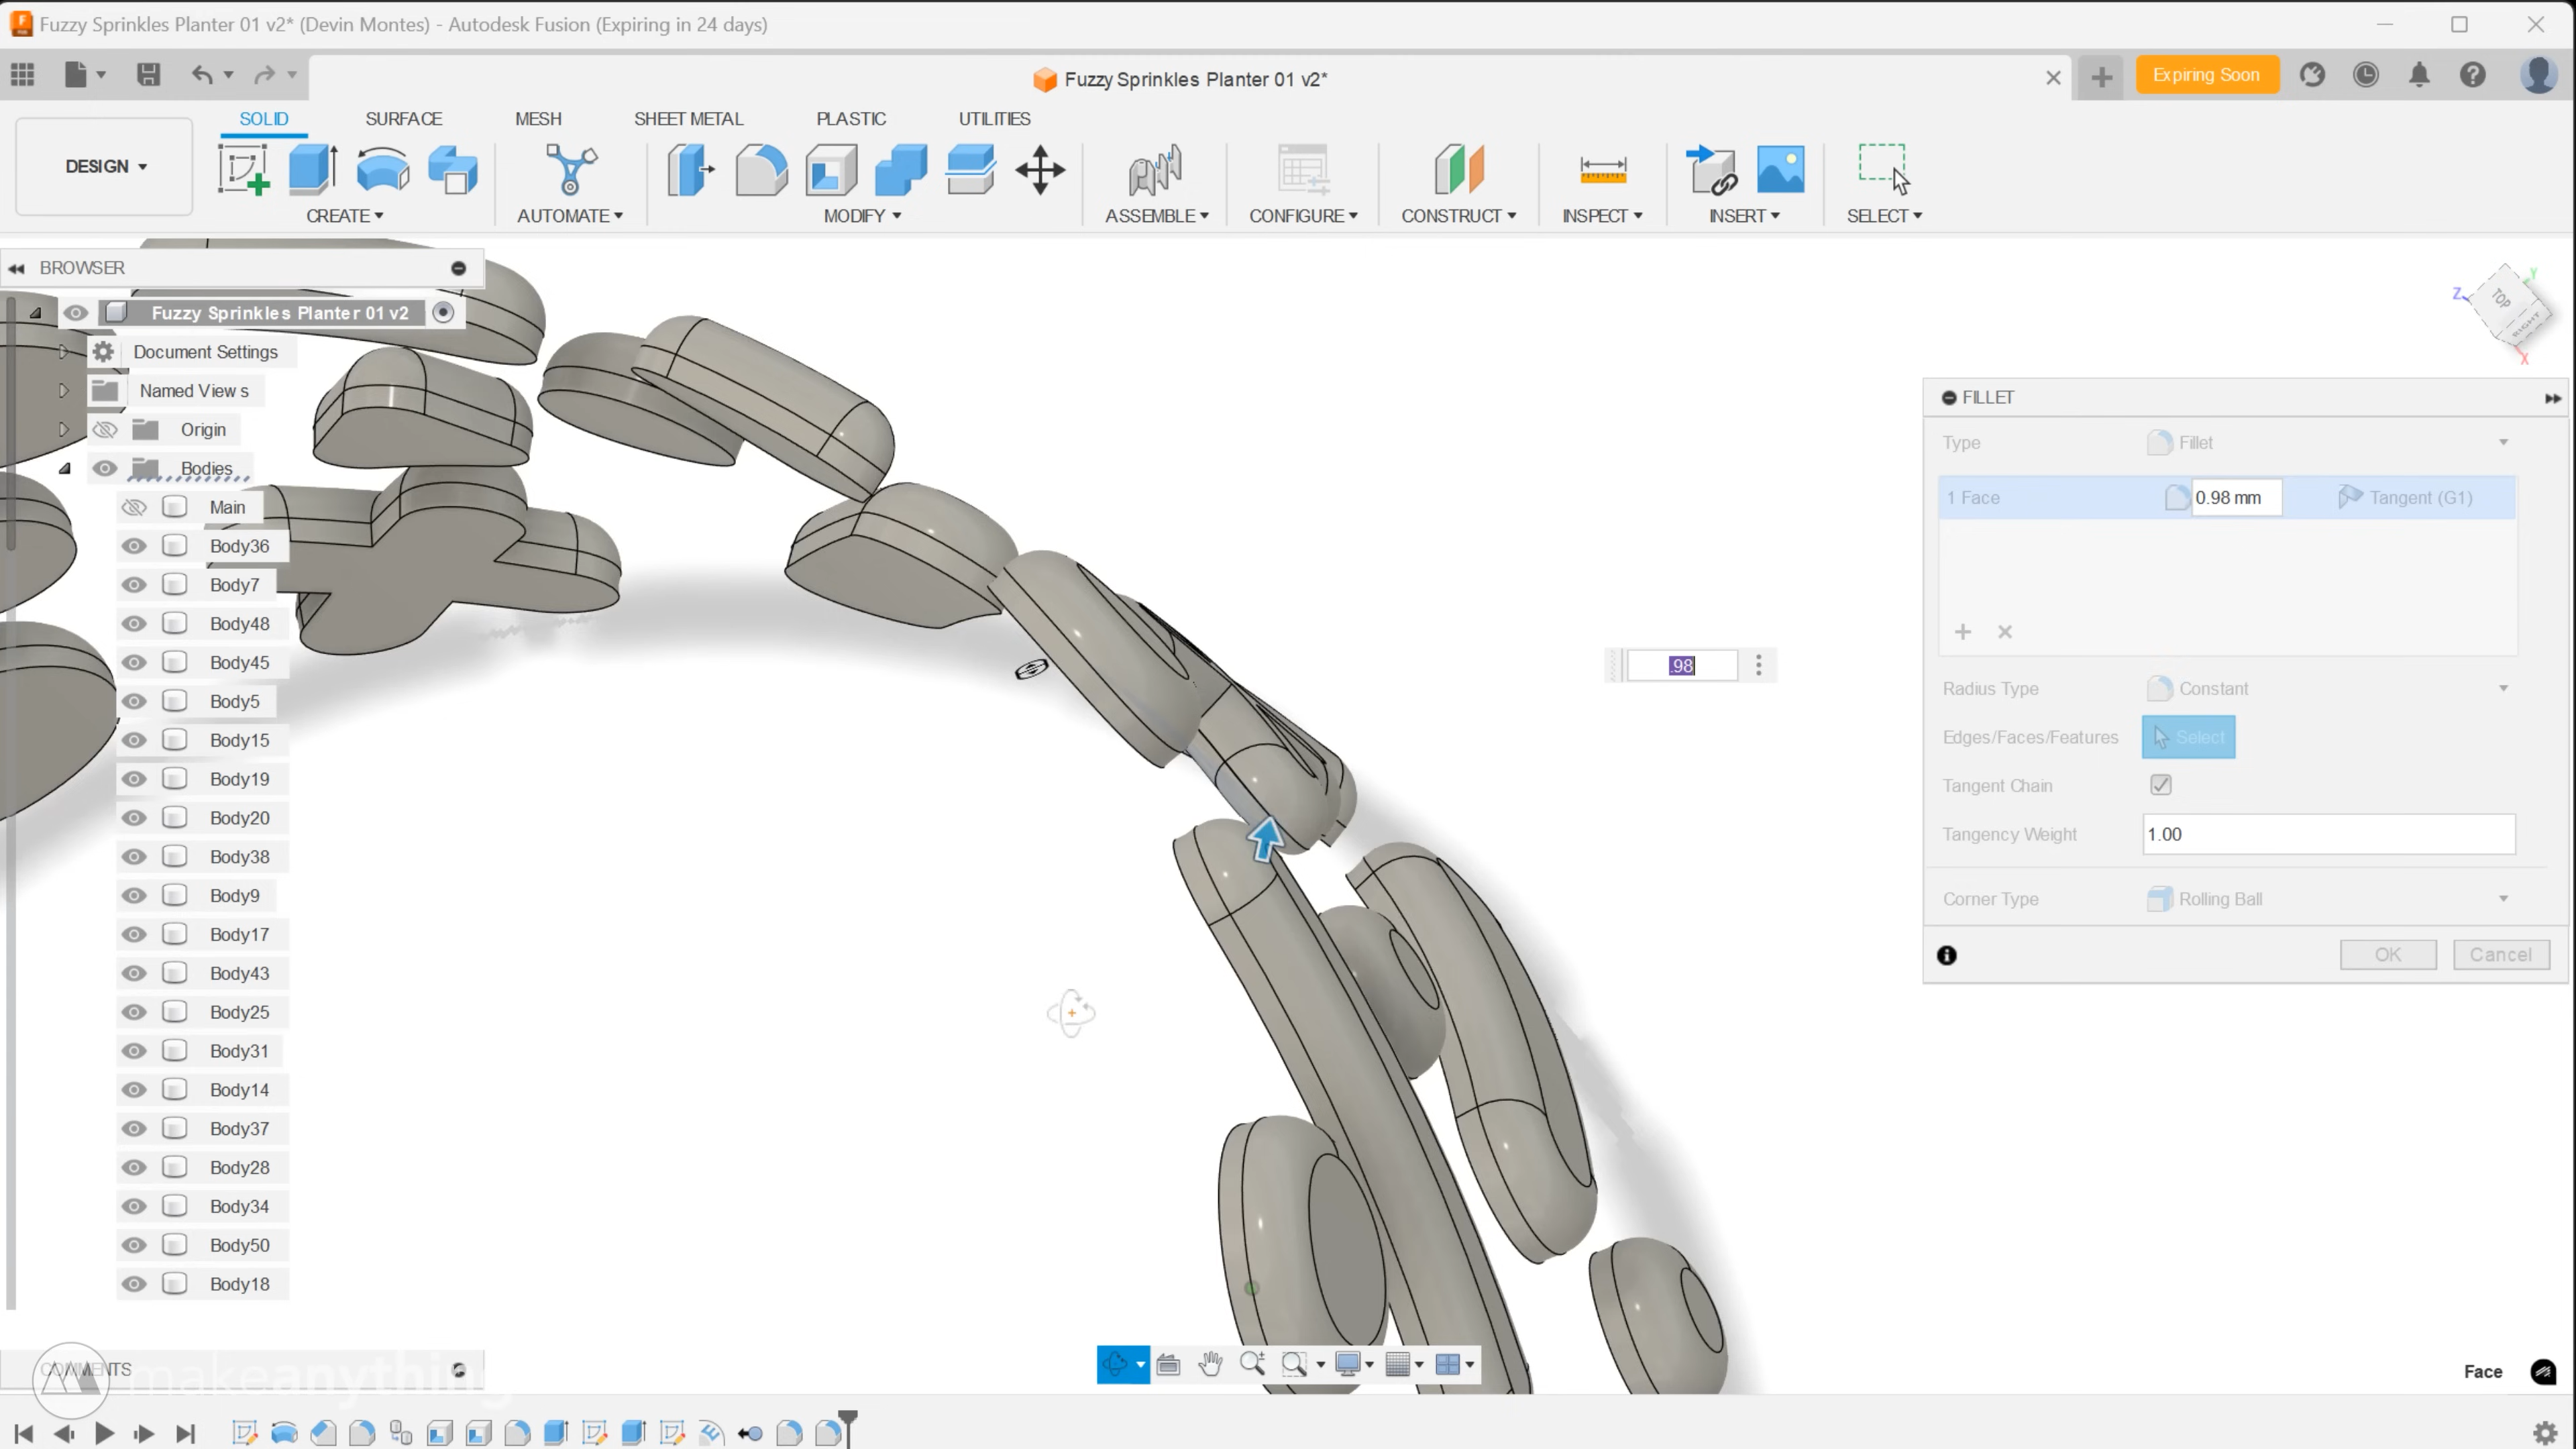 Fuzzy Sprinkles Planter 01 v2* (Devin Montes) - Autodesk Fusion (Expiring in 24 days)
Fuzzy Sprinkles Planter 01 v2*
Expiring Soon
SOLID SURFACE MESH SHEET METAL PLASTIC UTILITIES
DESIGN
CREATE AUTOMATE MODIFY ASSEMBLE CONFIGURE CONSTRUCT INSPECT INSERT SELECT
BROWSER
Fuzzy Sprinkles Planter 01 v2
Document Settings
Named Views
Origin
Bodies
Main
Body36
Body7
Body48
Body45
Body5
Body15
Body19
Body20
Body38
Body9
Body17
Body43
Body25
Body31
Body14
Body37
Body28
Body34
Body50
Body18
Z Y X
TOP
RIGHT
.98
FILLET
Type Fillet
1 Face 0.98 mm Tangent (G1)
Radius Type Constant
Edges/Faces/Features Select
Tangent Chain
Tangency Weight 1.00
Corner Type Rolling Ball
OK Cancel
COMMENTS
makeanything
Face